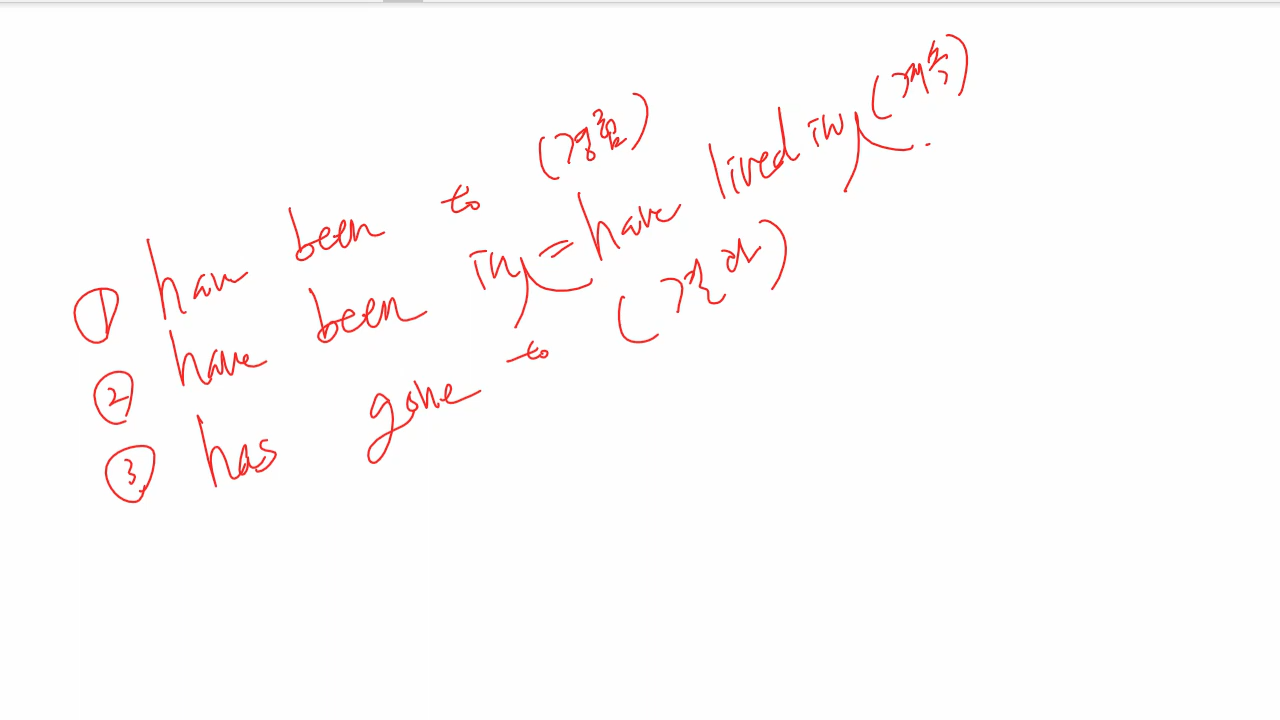 ① have been to (경험)
② have been in = have lived in (계속)
③ has gone to (결과)